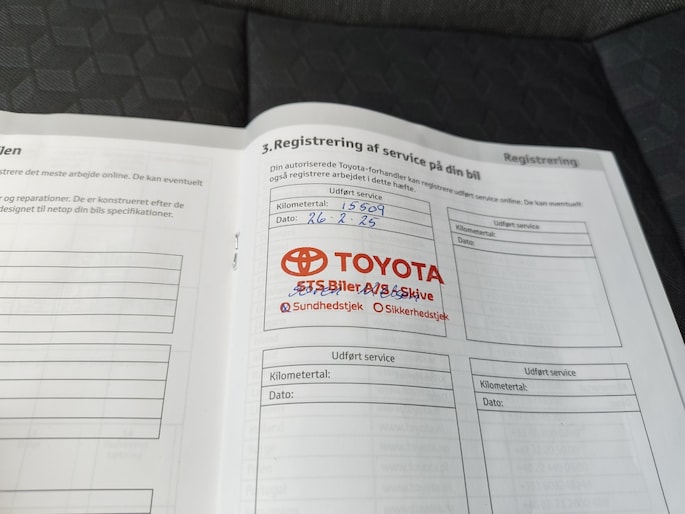 len
strere det meste arbejde online. De kan eventuelt
og reparationer. De er konstrueret efter de
designet til netop din bils specifikationer.
3. Registrering af service på din bil
Registrering
Din autoriserede Toyota-forhandler kan registrere udført service online. De kan eventuelt
også registrere arbejdet i dette hæfte.
Udført service
Kilometertal: 15509
Dato: 26-2-25
TOYOTA
STS Biler A/S - Skive
Sundhedstjek Sikkerhedstjek
Udført service
Kilometertal:
Dato:
Udført service
Kilometertal:
Dato:
Udført service
Kilometertal:
Dato: